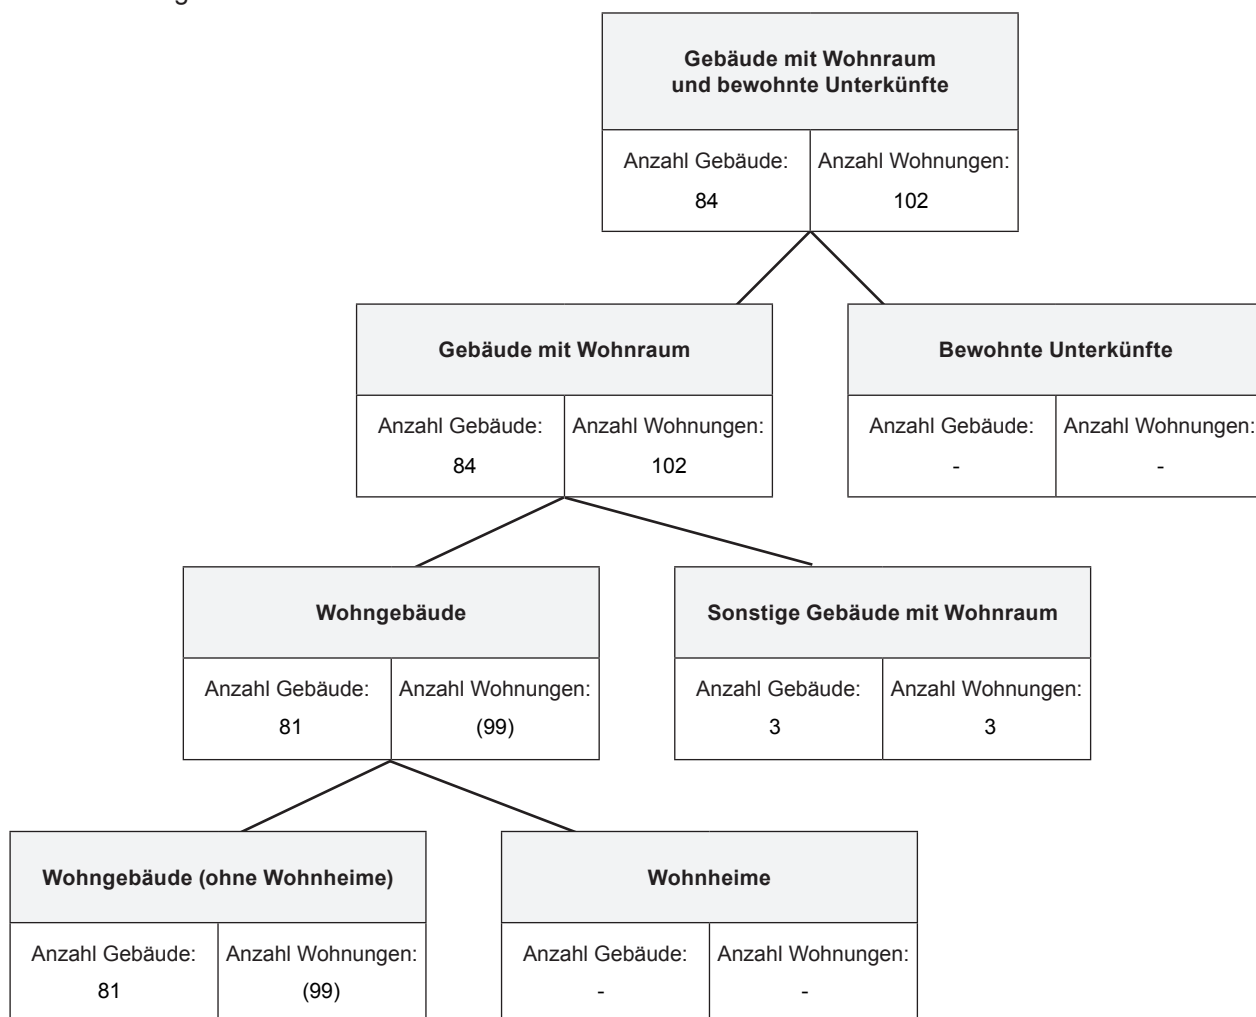 Gebäude mit Wohnraum
und bewohnte Unterkünfte
Anzahl Gebäude:
84
Anzahl Wohnungen:
102
Gebäude mit Wohnraum
Anzahl Gebäude:
84
Anzahl Wohnungen:
102
Bewohnte Unterkünfte
Anzahl Gebäude:
-
Anzahl Wohnungen:
-
Wohngebäude
Anzahl Gebäude:
81
Anzahl Wohnungen:
(99)
Sonstige Gebäude mit Wohnraum
Anzahl Gebäude:
3
Anzahl Wohnungen:
3
Wohngebäude (ohne Wohnheime)
Anzahl Gebäude:
81
Anzahl Wohnungen:
(99)
Wohnheime
Anzahl Gebäude:
-
Anzahl Wohnungen:
-